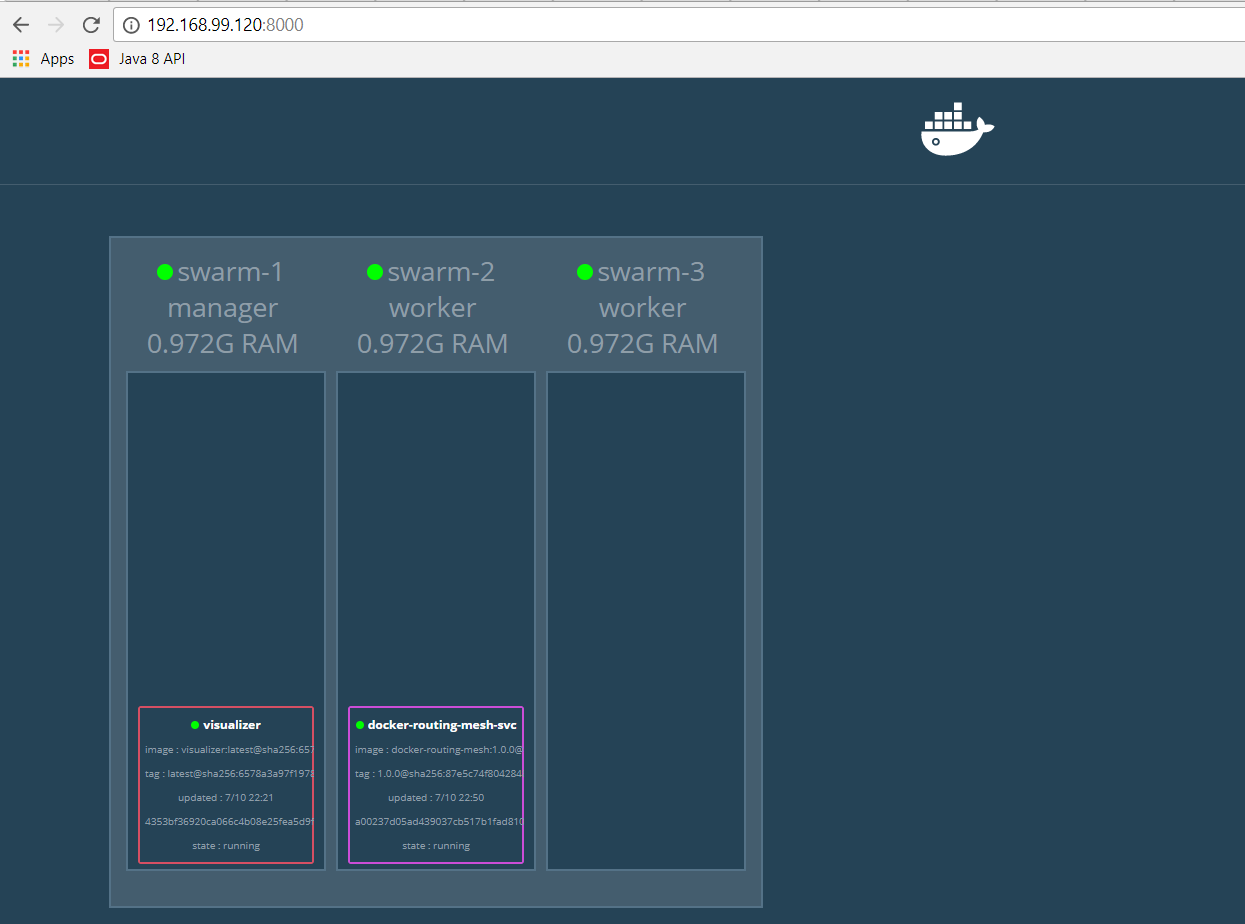 192.168.99.120:8000
Apps Java 8 API
swarm-1
manager
0.972G RAM
swarm-2
worker
0.972G RAM
swarm-3
worker
0.972G RAM
visualizer
image : visualizer:latest@sha256:657
tag : latest@sha256:6578a3a97f1978
updated : 7/10 22:21
4353bf36920ca066c4b08e25fea5d9
state : running
docker-routing-mesh-svc
image : docker-routing-mesh:1.0.0@
tag : 1.0.0@sha256:87e5c74f804284
updated : 7/10 22:50
a00237d05ad439037cb517b1fad810
state : running